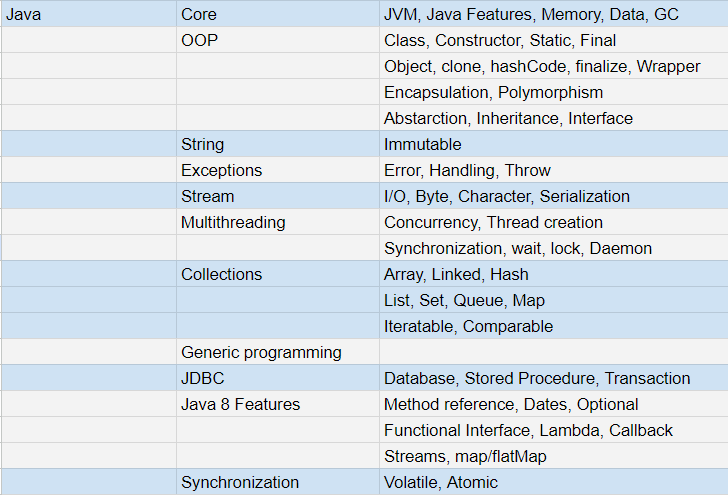 Java Core JVM, Java Features, Memory, Data, GC
OOP Class, Constructor, Static, Final
Object, clone, hashCode, finalize, Wrapper
Encapsulation, Polymorphism
Abstarction, Inheritance, Interface
String Immutable
Exceptions Error, Handling, Throw
Stream I/O, Byte, Character, Serialization
Multithreading Concurrency, Thread creation
Synchronization, wait, lock, Daemon
Collections Array, Linked, Hash
List, Set, Queue, Map
Iteratable, Comparable
Generic programming
JDBC Database, Stored Procedure, Transaction
Java 8 Features Method reference, Dates, Optional
Functional Interface, Lambda, Callback
Streams, map/flatMap
Synchronization Volatile, Atomic